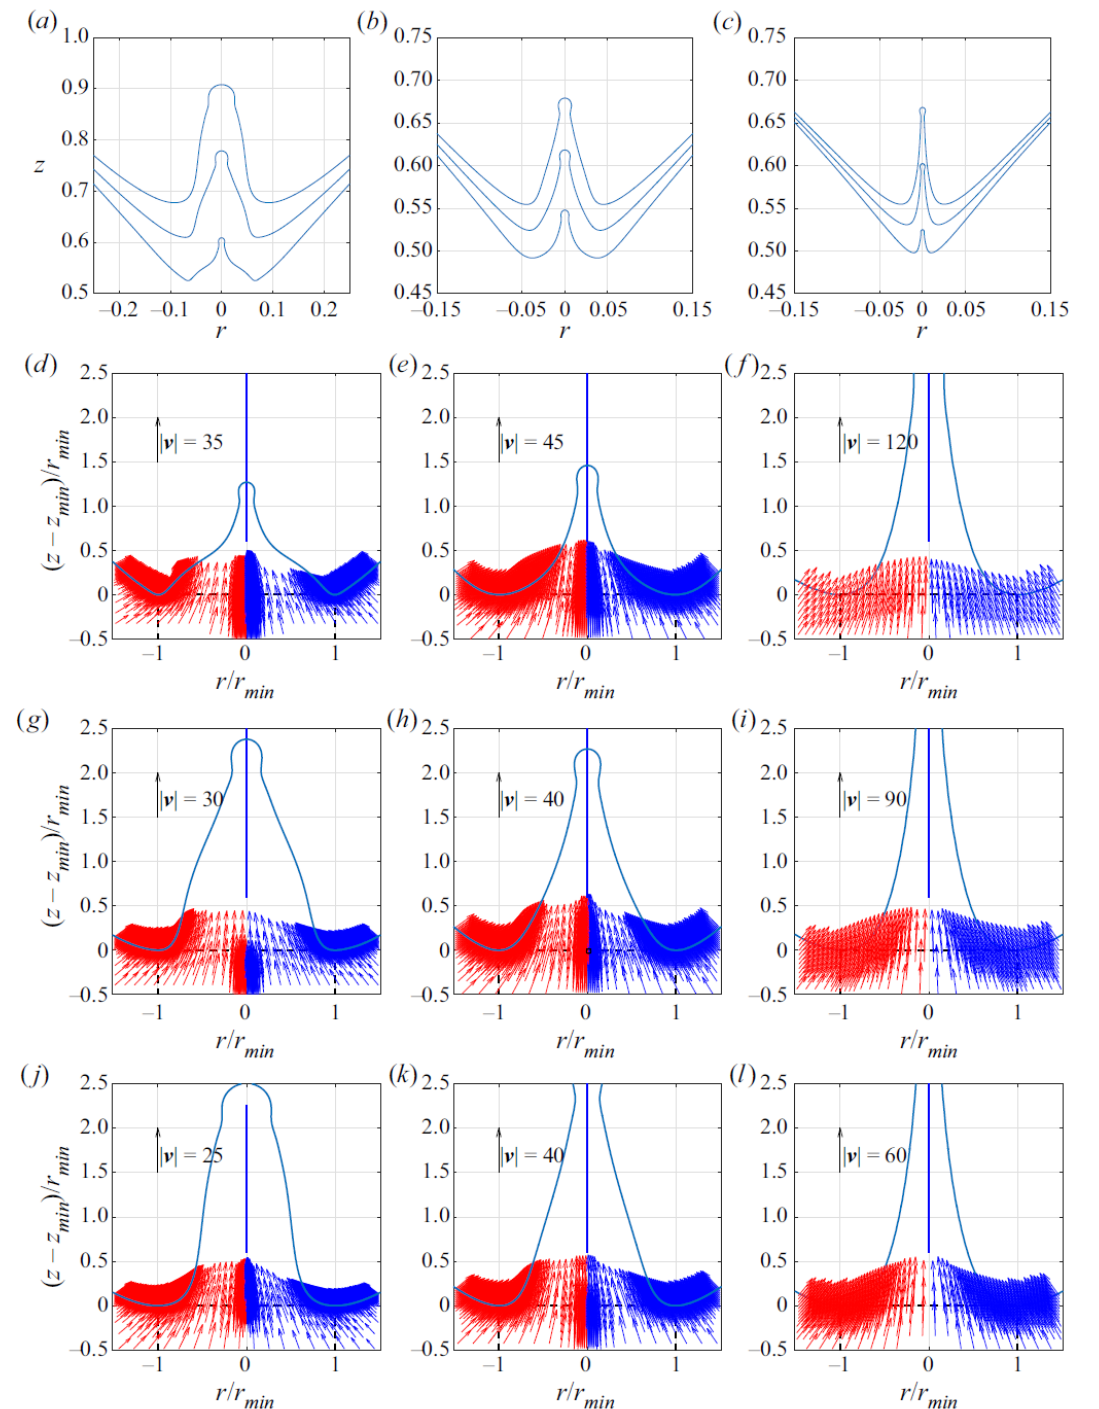 (a) (b) (c)
1.0 0.9 0.8 0.7 0.6 0.5
z
–0.2 –0.1 0 0.1 0.2
r
0.75 0.70 0.65 0.60 0.55 0.50 0.45
–0.15 –0.05 0 0.05 0.15
r
0.75 0.70 0.65 0.60 0.55 0.50 0.45
–0.15 –0.05 0 0.05 0.15
r
(d) (e) (f)
2.5 2.0 1.5 1.0 0.5 0 –0.5
(z – z_min)/r_min
|v| = 35
–1 0 1
r/r_min
2.5 2.0 1.5 1.0 0.5 0 –0.5
|v| = 45
–1 0 1
r/r_min
2.5 2.0 1.5 1.0 0.5 0 –0.5
|v| = 120
–1 0 1
r/r_min
(g) (h) (i)
2.5 2.0 1.5 1.0 0.5 0 –0.5
(z – z_min)/r_min
|v| = 30
–1 0 1
r/r_min
2.5 2.0 1.5 1.0 0.5 0 –0.5
|v| = 40
–1 0 1
r/r_min
2.5 2.0 1.5 1.0 0.5 0 –0.5
|v| = 90
–1 0 1
r/r_min
(j) (k) (l)
2.5 2.0 1.5 1.0 0.5 0 –0.5
(z – z_min)/r_min
|v| = 25
–1 0 1
r/r_min
2.5 2.0 1.5 1.0 0.5 0 –0.5
|v| = 40
–1 0 1
r/r_min
2.5 2.0 1.5 1.0 0.5 0 –0.5
|v| = 60
–1 0 1
r/r_min